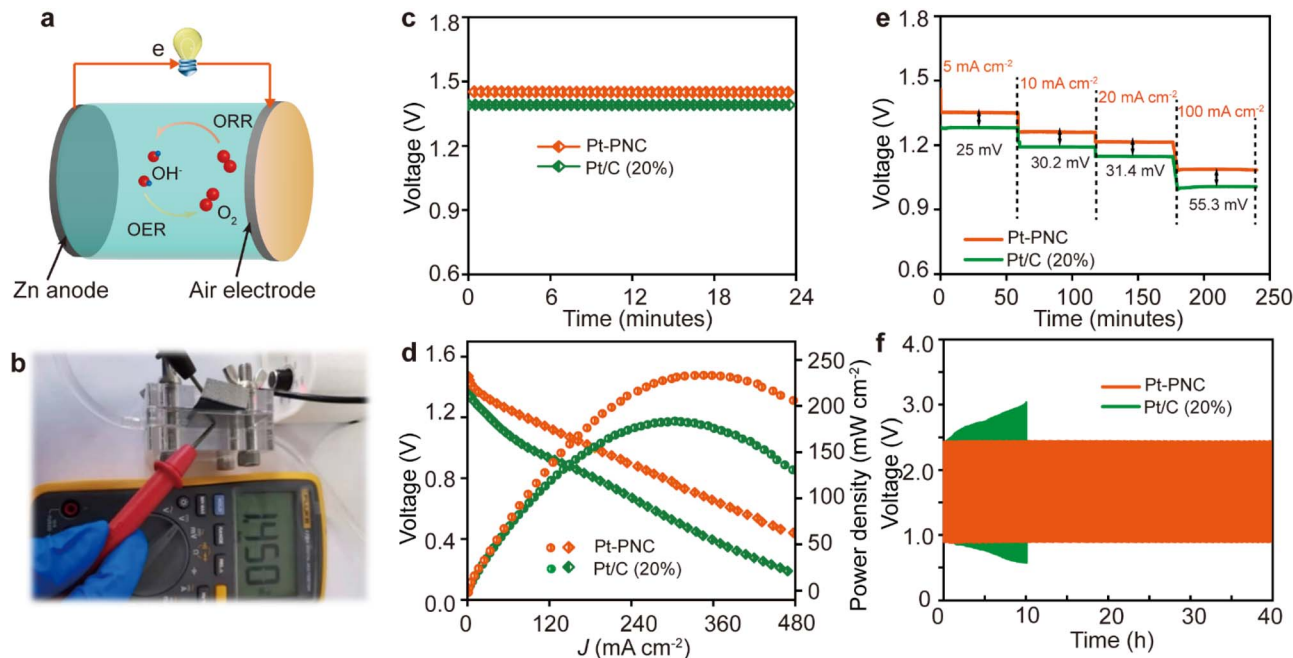 a
e
ORR
OH-
O2
OER
Zn anode
Air electrode
b
1.450
c
1.8
1.5
1.2
0.9
0.6
Voltage (V)
Pt-PNC
Pt/C (20%)
0 6 12 18 24
Time (minutes)
d
1.6
1.2
0.8
0.4
0.0
Voltage (V)
250
200
150
100
50
0
Power density (mW cm⁻²)
Pt-PNC
Pt/C (20%)
0 120 240 360 480
J (mA cm⁻²)
e
1.8
1.5
1.2
0.9
0.6
Voltage (V)
5 mA cm⁻²
10 mA cm⁻²
20 mA cm⁻²
100 mA cm⁻²
25 mV
30.2 mV
31.4 mV
55.3 mV
Pt-PNC
Pt/C (20%)
0 50 100 150 200 250
Time (minutes)
f
4.0
3.0
2.0
1.0
0.0
Voltage (V)
Pt-PNC
Pt/C (20%)
0 10 20 30 40
Time (h)